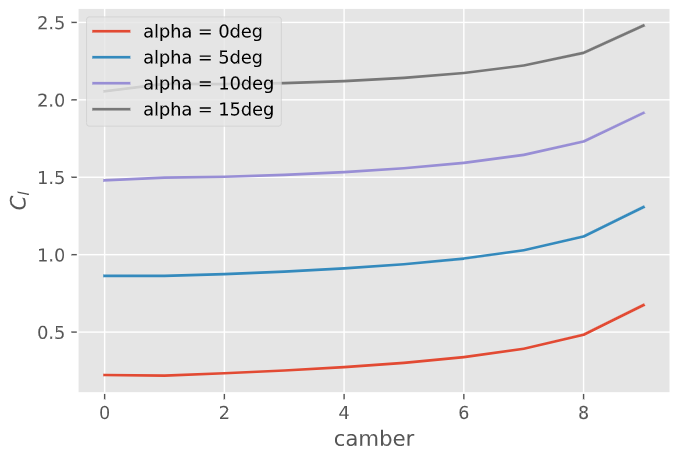 alpha = 0deg
alpha = 5deg
alpha = 10deg
alpha = 15deg
2.5
2.0
1.5
1.0
0.5
C_l
0 2 4 6 8
camber